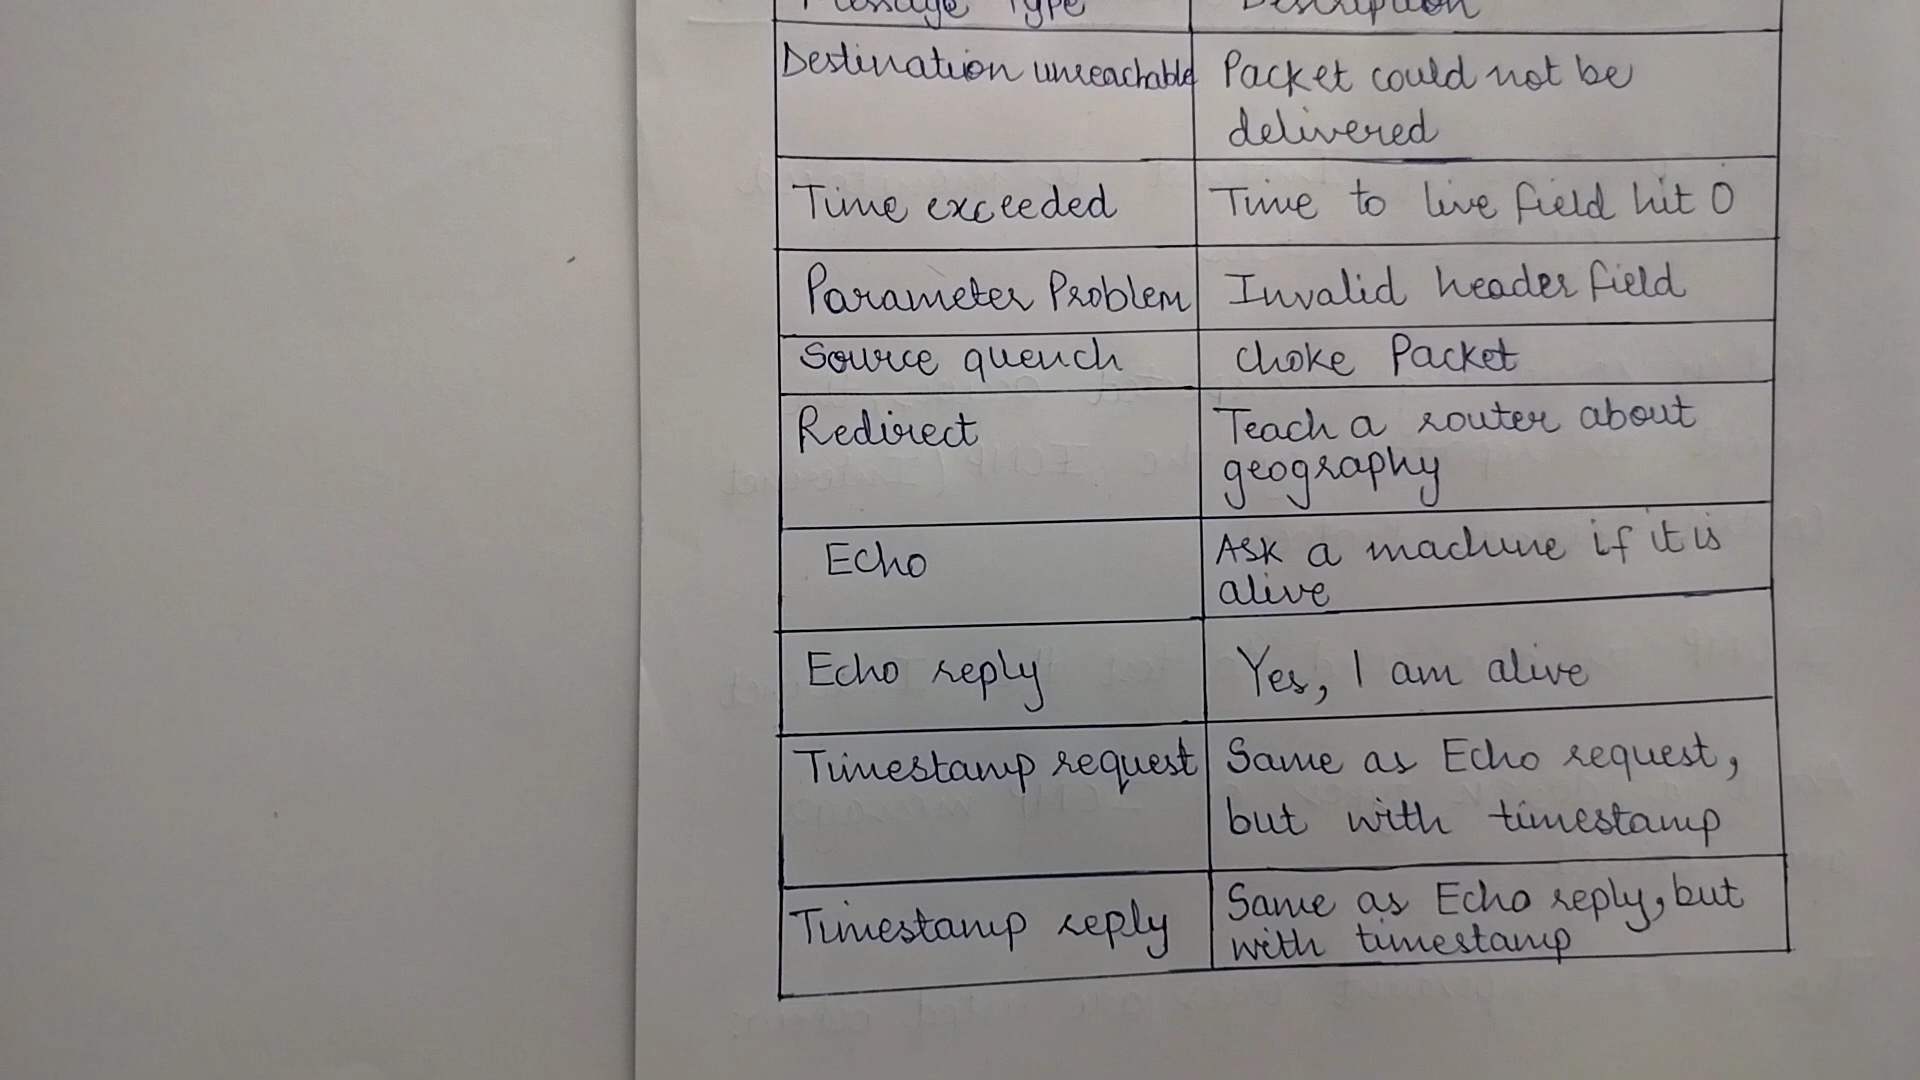 Message Type Description
Destination unreachable Packet could not be
delivered
Time exceeded Time to live field hit 0
Parameter Problem Invalid header field
Source quench choke Packet
Redirect Teach a router about
geography
Echo Ask a machine if it is
alive
Echo reply Yes, I am alive
Timestamp request Same as Echo request,
but with timestamp
Timestamp reply Same as Echo reply, but
with timestamp